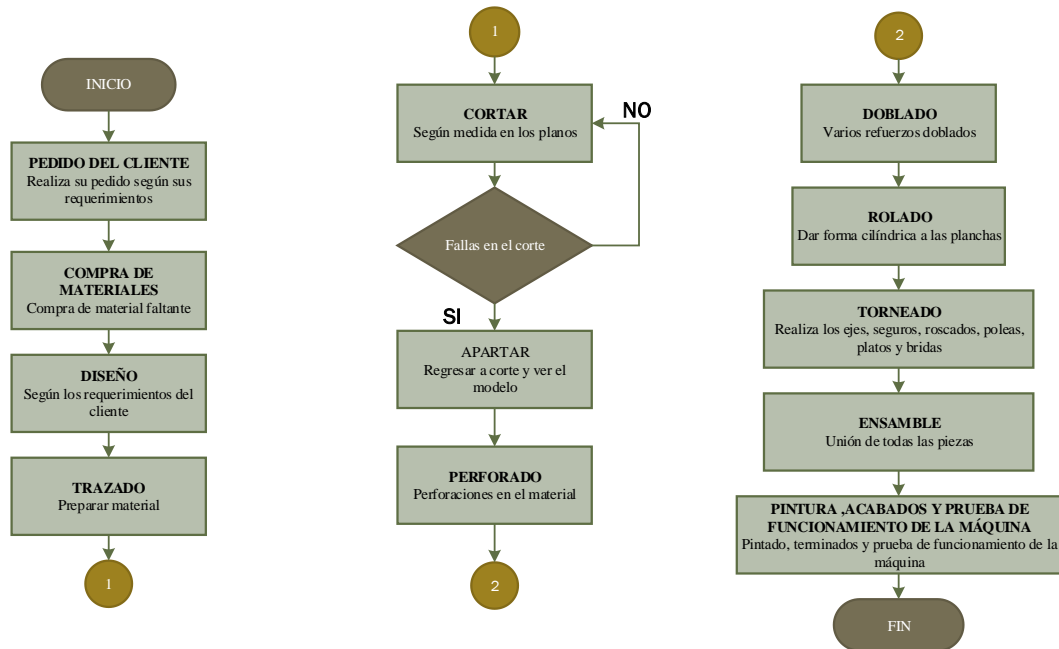 INICIO
PEDIDO DEL CLIENTE
Realiza su pedido según sus
requerimientos
COMPRA DE
MATERIALES
Compra de material faltante
DISEÑO
Según los requerimientos del
cliente
TRAZADO
Preparar material
1
1
CORTAR
Según medida en los planos
NO
Fallas en el corte
SI
APARTAR
Regresar a corte y ver el
modelo
PERFORADO
Perforaciones en el material
2
2
DOBLADO
Varios refuerzos doblados
ROLADO
Dar forma cilíndrica a las planchas
TORNEADO
Realiza los ejes, seguros, roscados, poleas,
platos y bridas
ENSAMBLE
Unión de todas las piezas
PINTURA ,ACABADOS Y PRUEBA DE
FUNCIONAMIENTO DE LA MÁQUINA
Pintado, terminados y prueba de funcionamiento de la
máquina
FIN